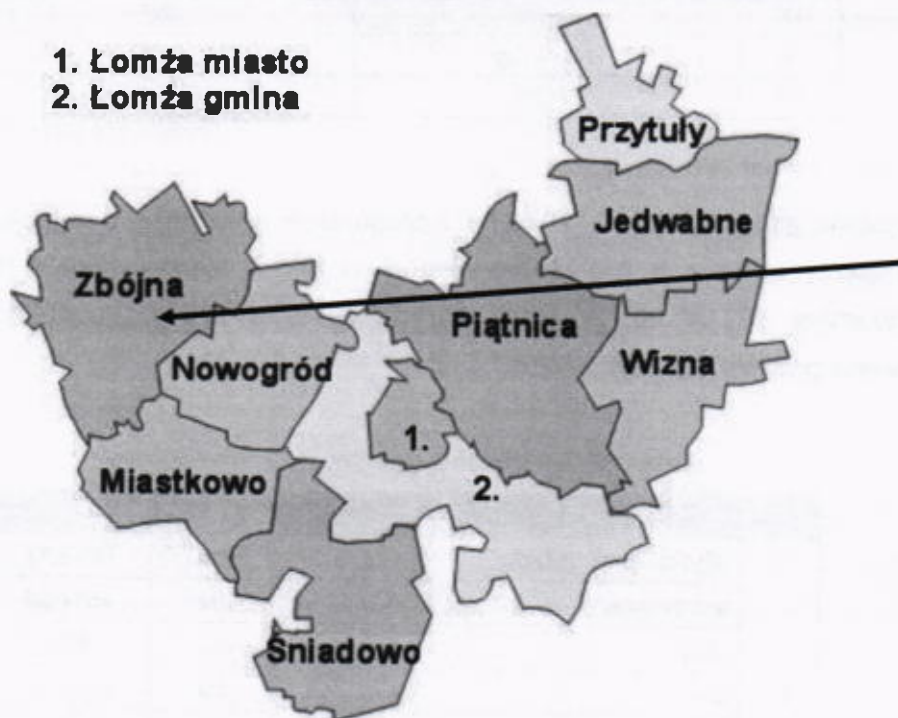 1. Łomża miasto
2. Łomża gmina
Przytuły
Jedwabne
Zbójna
Piątnica
Nowogród
Wizna
1.
Miastkowo
2.
Śniadowo